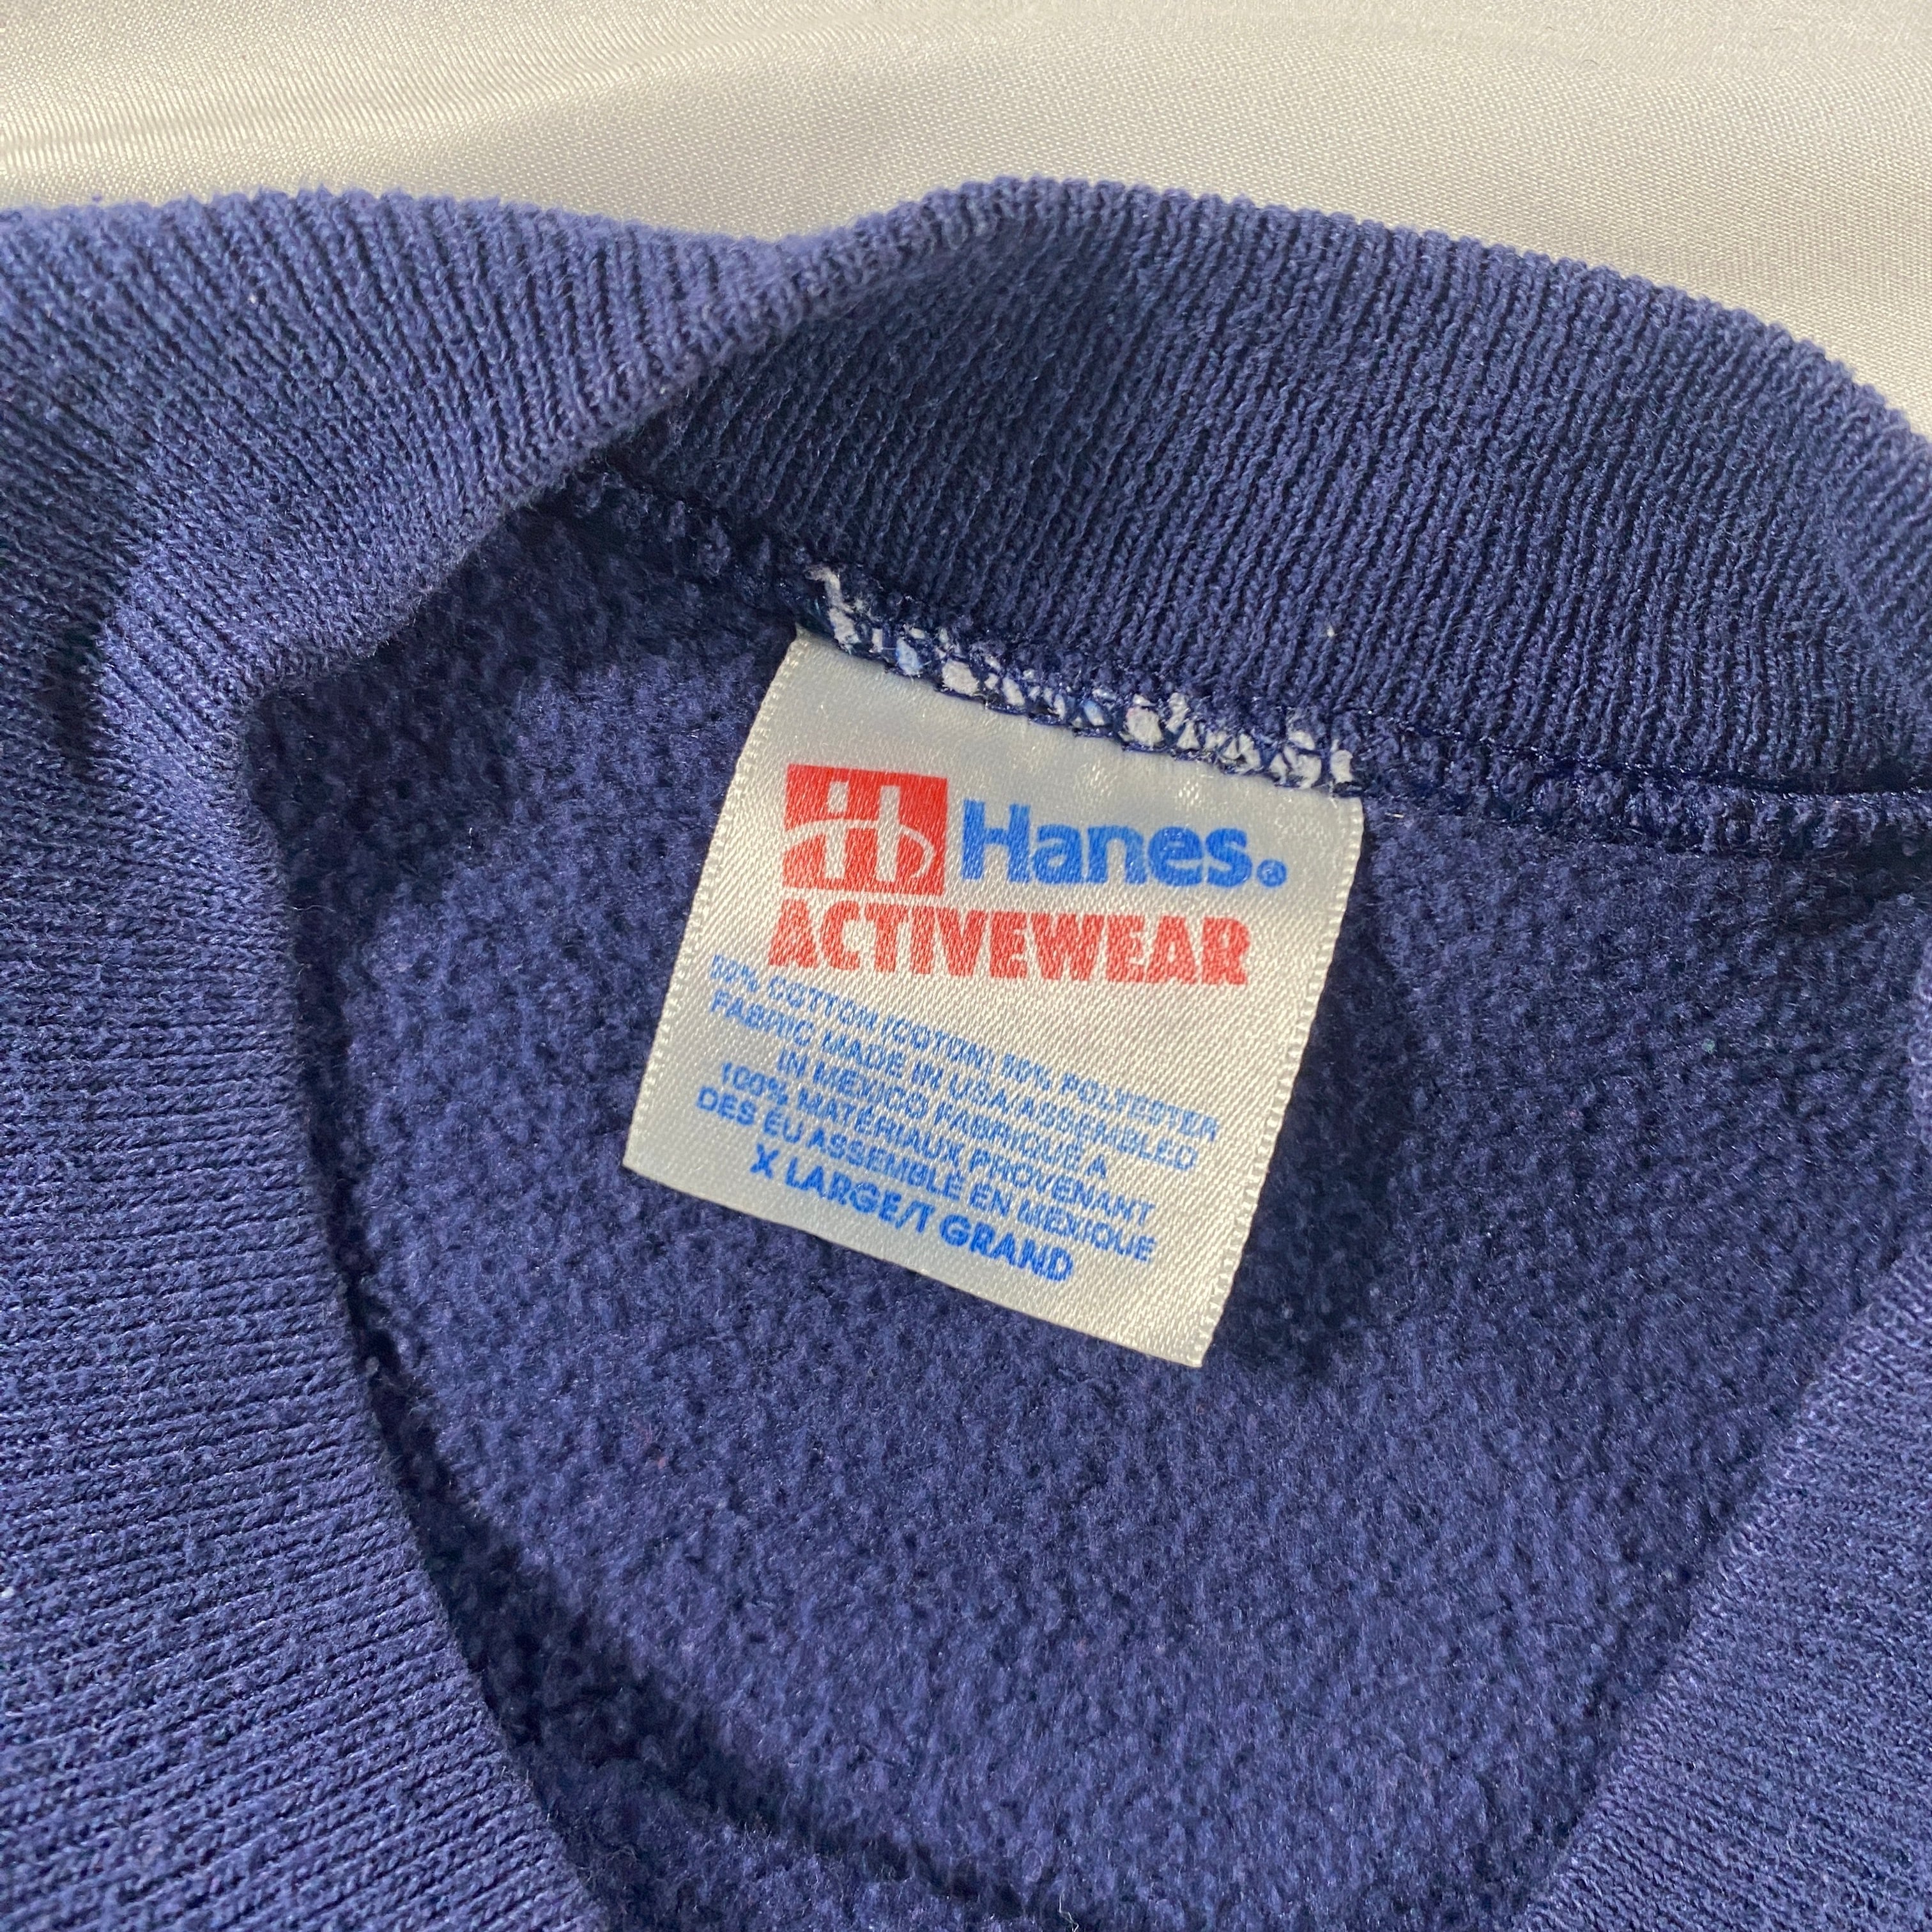 Hanes®
ACTIVEWEAR
50% COTTON (COTON) 50% POLYESTER
FABRIC MADE IN USA/ASSEMBLED
IN MEXICO FABRIQUÉ A
100% MATÉRIAUX PROVENANT
DES ÉU ASSEMBLÉ EN MEXIQUE
X LARGE/T GRAND